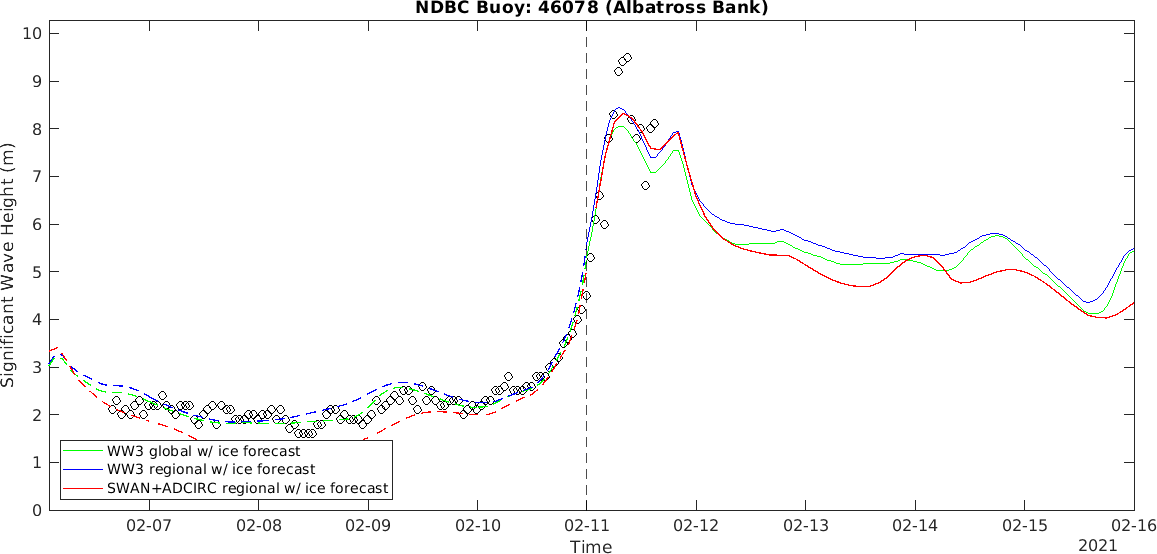 NDBC Buoy: 46078 (Albatross Bank)
Significant Wave Height (m)
10
9
8
7
6
5
4
3
2
1
0
WW3 global w/ ice forecast
WW3 regional w/ ice forecast
SWAN+ADCIRC regional w/ ice forecast
02-07 02-08 02-09 02-10 02-11 02-12 02-13 02-14 02-15 02-16
Time
2021